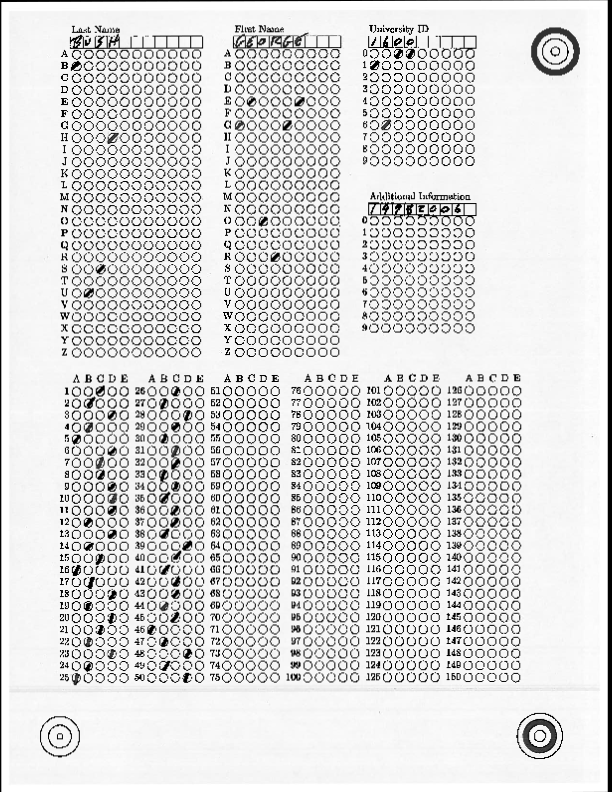 Last Name
BUSH
A
B
C
D
E
F
G
H
I
J
K
L
M
N
O
P
Q
R
S
T
U
V
W
X
Y
Z
First Name
GEORGE
A
B
C
D
E
F
G
H
I
J
K
L
M
N
O
P
Q
R
S
T
U
V
W
X
Y
Z
University ID
1600
0
1
2
3
4
5
6
7
8
9
Additional Information
0
1
2
3
4
5
6
7
8
9
A B C D E A B C D E A B C D E A B C D E A B C D E A B C D E
1 26 51 76 101 126
2 27 52 77 102 127
3 28 53 78 103 128
4 29 54 79 104 129
5 30 55 80 105 130
6 31 56 81 106 131
7 32 57 82 107 132
8 33 58 83 108 133
9 34 59 84 109 134
10 35 60 85 110 135
11 36 61 86 111 136
12 37 62 87 112 137
13 38 63 88 113 138
14 39 64 89 114 139
15 40 65 90 115 140
16 41 66 91 116 141
17 42 67 92 117 142
18 43 68 93 118 143
19 44 69 94 119 144
20 45 70 95 120 145
21 46 71 96 121 146
22 47 72 97 122 147
23 48 73 98 123 148
24 49 74 99 124 149
25 50 75 100 125 150